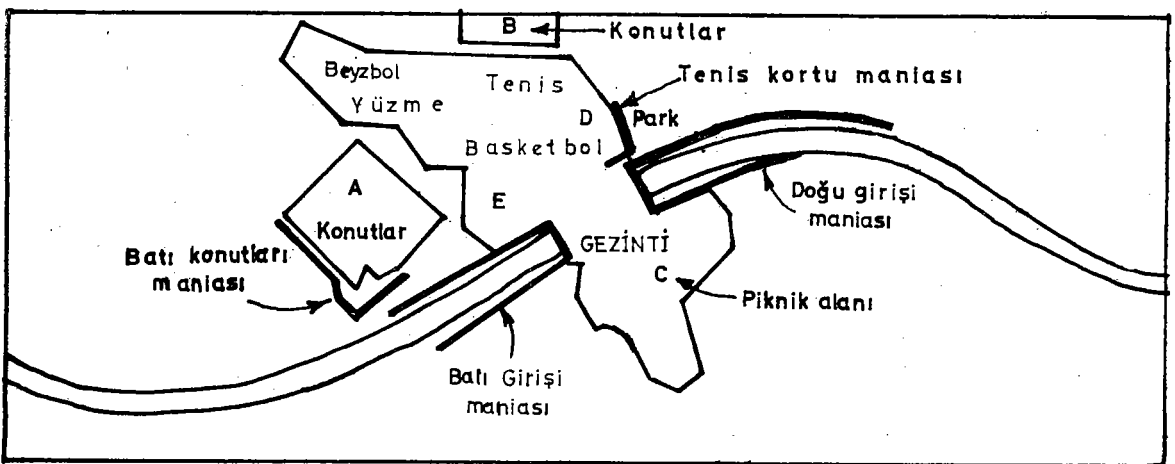 B
Konutlar
Beyzbol
Tenis
Tenis kortu maniası
Yüzme
D
Park
Basketbol
A
Konutlar
E
Doğu girişi
maniası
GEZİNTİ
Batı konutları
maniası
C
Piknik alanı
Batı Girişi
maniası